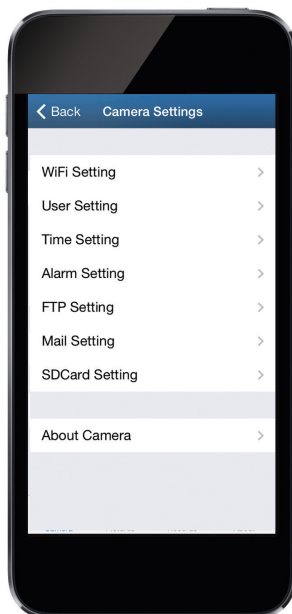 Back Camera Settings
WiFi Setting
User Setting
Time Setting
Alarm Setting
FTP Setting
Mail Setting
SDCard Setting
About Camera